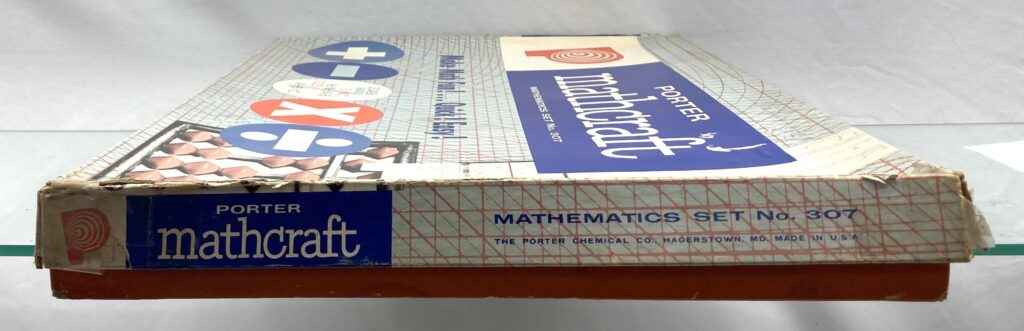 PORTER
mathcraft
MATHEMATICS SET No. 307
PORTER
mathcraft
MATHEMATICS SET No. 307
THE PORTER CHEMICAL CO. HAGERSTOWN, MD. MADE IN U.S.A.